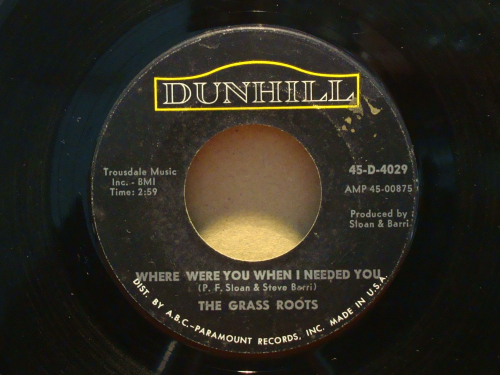 DUNHILL
Trousdale Music
Inc. - BMI
Time: 2:59
45-D-4029
AMP 45-00875
Produced by
Sloan & Barri
WHERE WERE YOU WHEN I NEEDED YOU
(P. F. Sloan & Steve Barri)
THE GRASS ROOTS
DIST. BY A.B.C.-PARAMOUNT RECORDS, INC. MADE IN U.S.A.